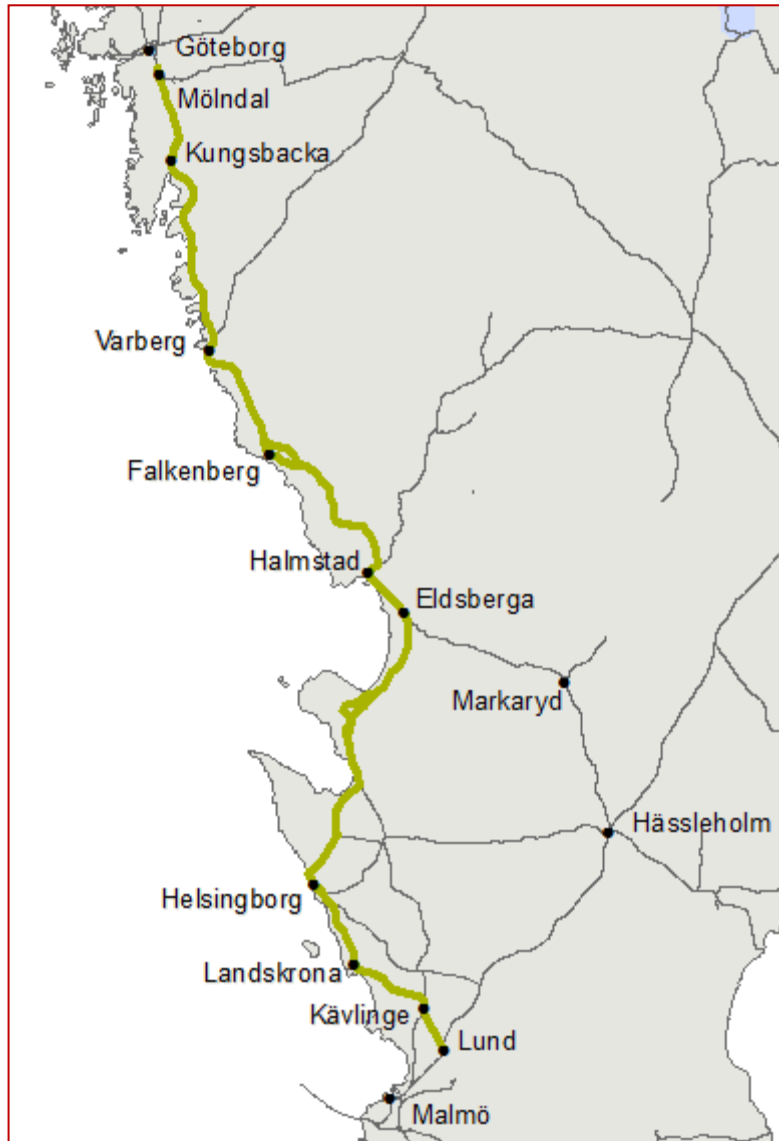 Göteborg
Mölndal
Kungsbacka
Varberg
Falkenberg
Halmstad
Eldsberga
Markaryd
Hässleholm
Helsingborg
Landskrona
Kävlinge
Lund
Malmö